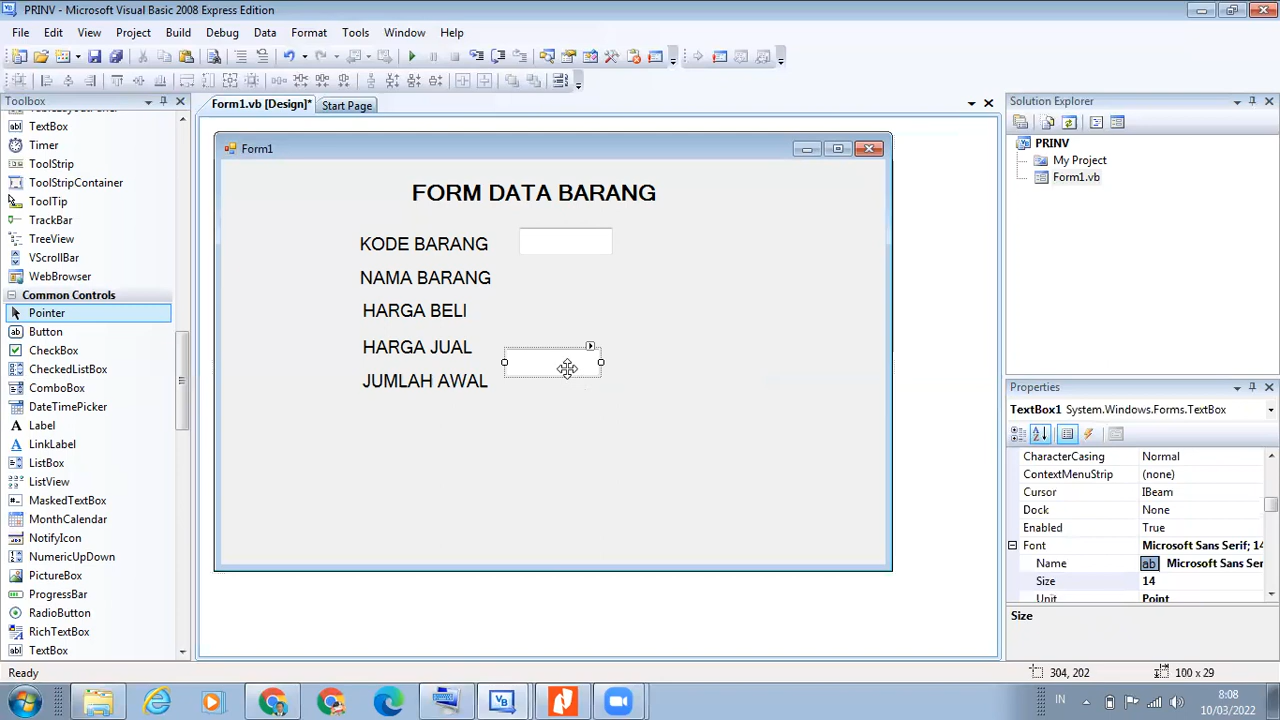 PRINV - Microsoft Visual Basic 2008 Express Edition
File Edit View Project Build Debug Data Format Tools Window Help
Toolbox
TextBox
Timer
ToolStrip
ToolStripContainer
ToolTip
TrackBar
TreeView
VScrollBar
WebBrowser
Common Controls
Pointer
Button
CheckBox
CheckedListBox
ComboBox
DateTimePicker
Label
LinkLabel
ListBox
ListView
MaskedTextBox
MonthCalendar
NotifyIcon
NumericUpDown
PictureBox
ProgressBar
RadioButton
RichTextBox
TextBox
Form1.vb [Design]* Start Page
Form1
FORM DATA BARANG
KODE BARANG
NAMA BARANG
HARGA BELI
HARGA JUAL
JUMLAH AWAL
Solution Explorer
PRINV
My Project
Form1.vb
Properties
TextBox1 System.Windows.Forms.TextBox
CharacterCasing Normal
ContextMenuStrip (none)
Cursor IBeam
Dock None
Enabled True
Font Microsoft Sans Serif; 14
Name ab Microsoft Sans Ser
Size 14
Unit Point
Size
Ready 304, 202 100 x 29
IN 8:08
10/03/2022